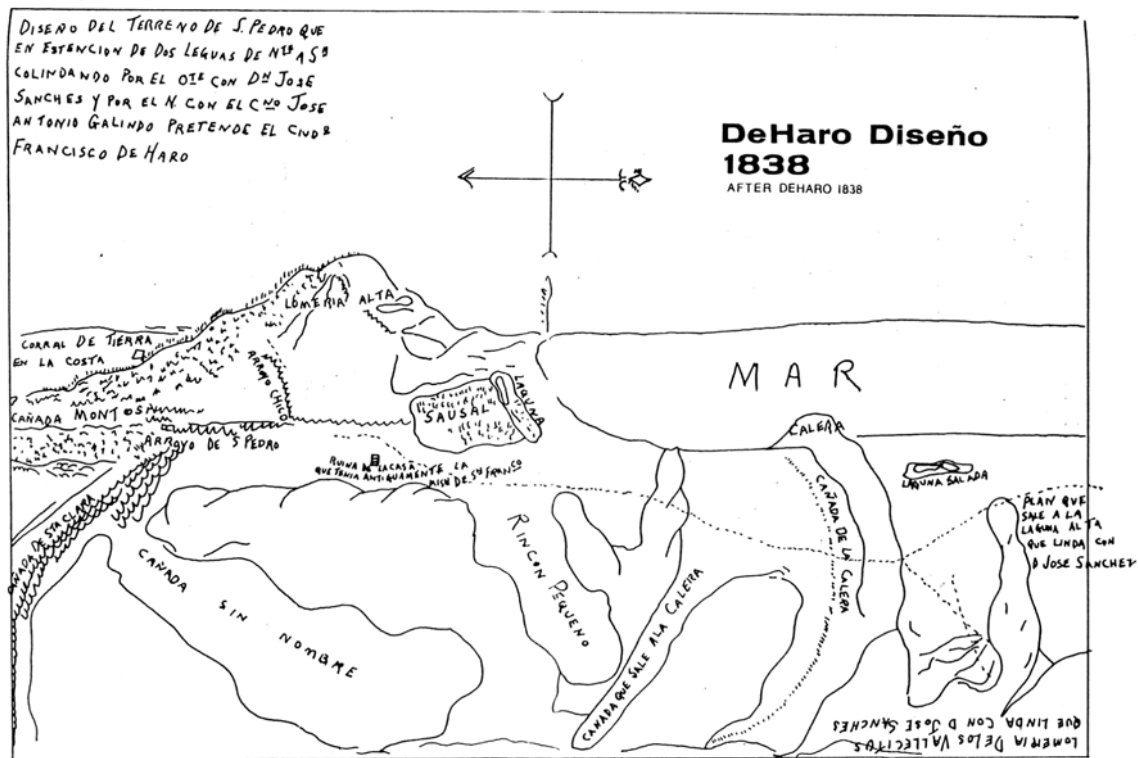 DISEÑO DEL TERRENO DE S. PEDRO QUE
EN ESTENCION DE DOS LEGUAS DE NTE A SR
COLINDANDO POR EL OTE CON DN JOSE
SANCHES Y POR EL N. CON EL CNO JOSE
ANTONIO GALINDO PRETENDE EL CIUDº
FRANCISCO DE HARO
DeHaro Diseño
1838
AFTER DEHARO 1838
LOMERIA ALTA
CORRAL DE TIERRA
EN LA COSTA
ARROYO CHICO
CAÑADA MONTOSA
ARROYO DE S PEDRO
SAUSAL
LAGUNA
MAR
CALERA
LAGUNA SALADA
RUINA DE LA CASA
QUE TENIA ANTIGUAMENTE LA
MISN DE Sn FRANCO
CAÑADA DE STA CLARA
CAÑADA SIN NOMBRE
RINCON PEQUENO
CANADA QUE SALE ALA CALERA
CAÑADA DE LA CALERA
PLAN QUE
SALE A LA
LAGUNA ALTA
QUE LINDA CON
D JOSE SANCHEZ
LOMERIA DE LOS VALLECITOS
QUE LINDA CON D JOSE SANCHES